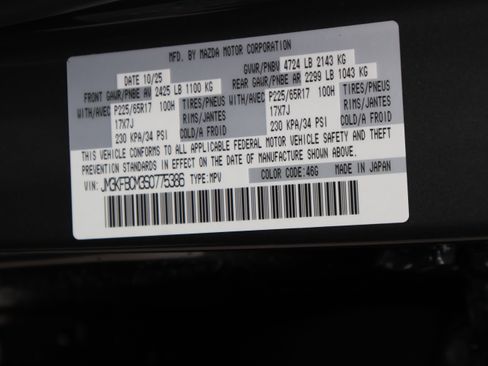 MFD. BY MAZDA MOTOR CORPORATION
DATE 10/25 GVWR/PNBV 4724 LB 2143 KG
FRONT GAWR/PNBE AV 2425 LB 1100 KG REAR GAWR/PNBE AR 2299 LB 1043 KG
WITH/AVEC P225/65R17 100H TIRES/PNEUS WITH/AVEC P225/65R17 100H TIRES/PNEUS
17X7J RIMS/JANTES 17X7J RIMS/JANTES
230 KPA/34 PSI COLD/A FROID 230 KPA/34 PSI COLD/A FROID
THIS VEHICLE CONFORMS TO ALL APPLICABLE FEDERAL MOTOR VEHICLE SAFETY AND THEFT
PREVENTION STANDARDS IN EFFECT ON THE DATE OF MANUFACTURE SHOWN ABOVE.
VIN: JM3KFBCM3S0775386 TYPE:MPV COLOR CODE:46G MADE IN JAPAN